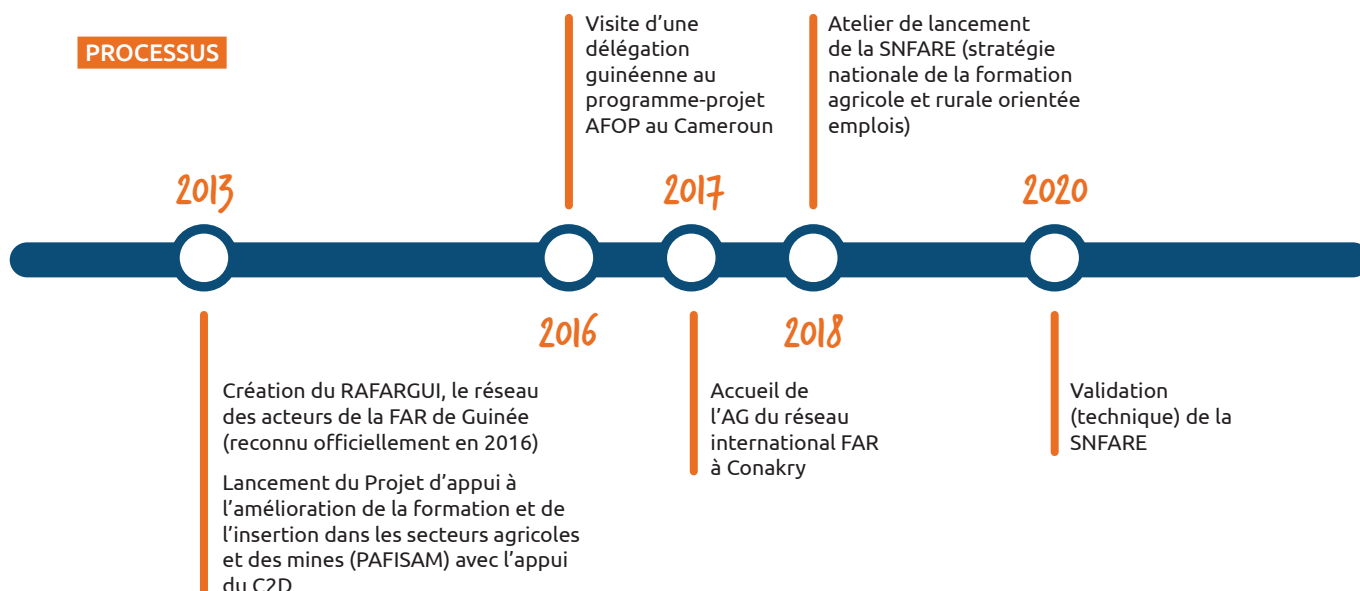 PROCESSUS
2013
Création du RAFARGUI, le réseau
des acteurs de la FAR de Guinée
(reconnu officiellement en 2016)
Lancement du Projet d'appui à
l'amélioration de la formation et de
l'insertion dans les secteurs agricoles
et des mines (PAFISAM) avec l'appui
du C2D
Visite d'une
délégation
guinéenne au
programme-projet
AFOP au Cameroun
2016
2017
Accueil de
l'AG du réseau
international FAR
à Conakry
Atelier de lancement
de la SNFARE (stratégie
nationale de la formation
agricole et rurale orientée
emplois)
2018
2020
Validation
(technique) de la
SNFARE